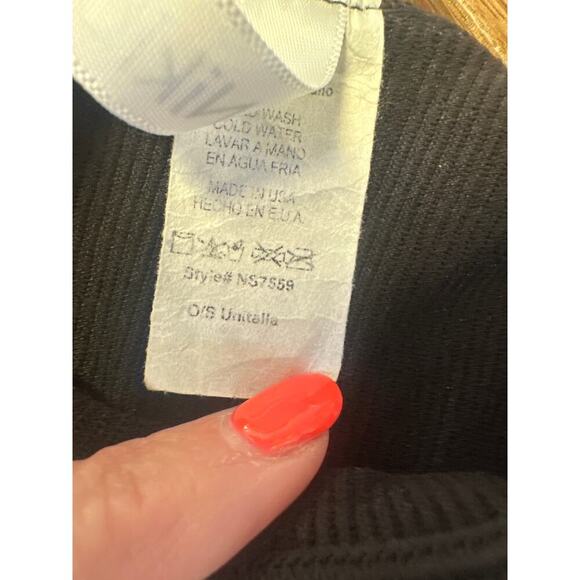 WASH
COLD WATER
LAVAR A MANO
EN AGUA FRIA
MADE IN USA
HECHO EN E.U.A.
Style# NS7559
O/S Unitalla